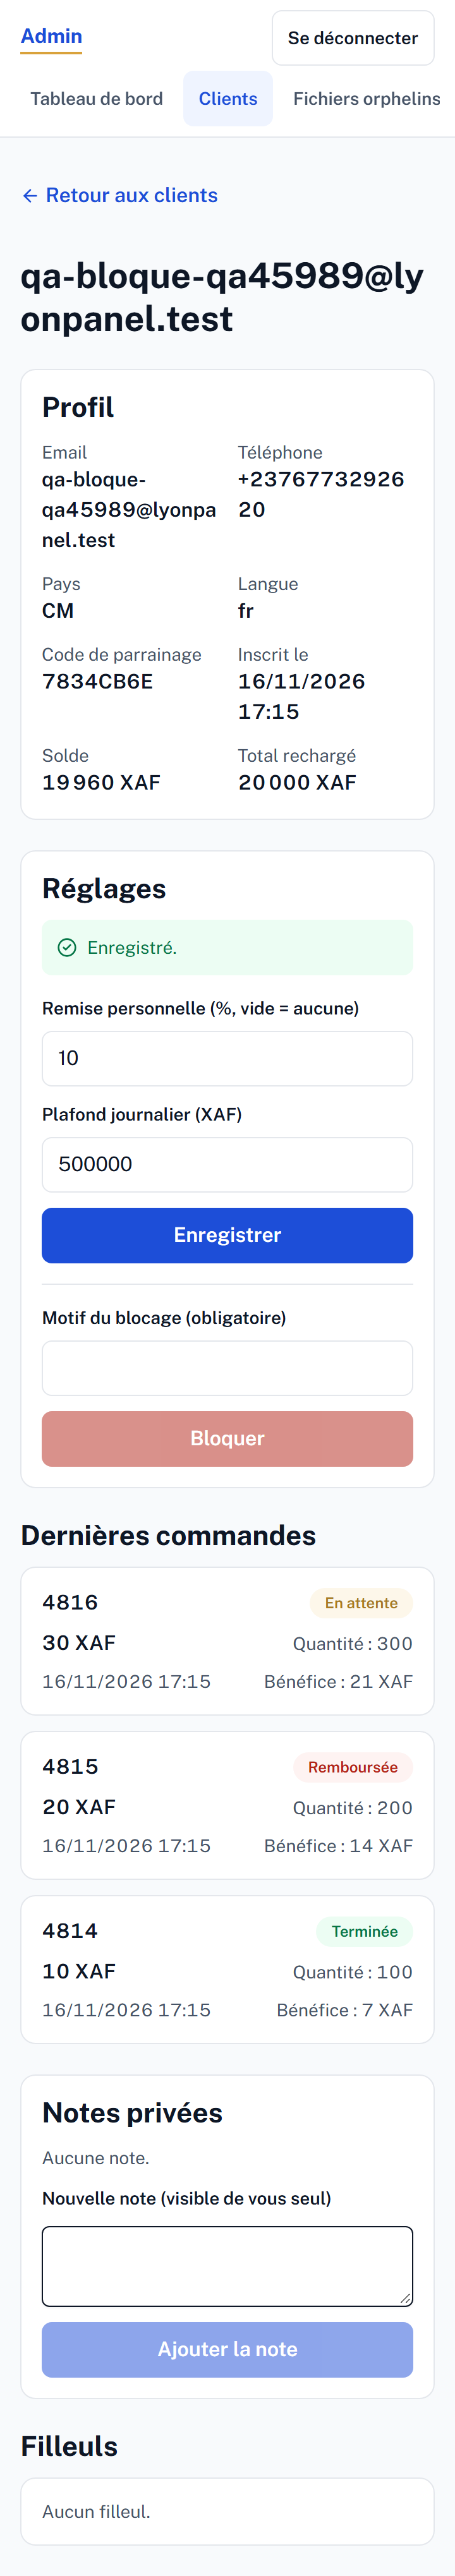 Admin
Se déconnecter
Tableau de bord
Clients
Fichiers orphelins
← Retour aux clients
qa-bloque-qa45989@ly
onpanel.test
Profil
Email
Téléphone
qa-bloque-
qa45989@lyonpa
nel.test
+23767732926
20
Pays
Langue
CM
fr
Code de parrainage
Inscrit le
7834CB6E
16/11/2026
17:15
Solde
Total rechargé
19 960 XAF
20 000 XAF
Réglages
Enregistré.
Remise personnelle (%, vide = aucune)
10
Plafond journalier (XAF)
500000
Enregistrer
Motif du blocage (obligatoire)
Bloquer
Dernières commandes
4816
En attente
30 XAF
Quantité : 300
16/11/2026 17:15
Bénéfice : 21 XAF
4815
Remboursée
20 XAF
Quantité : 200
16/11/2026 17:15
Bénéfice : 14 XAF
4814
Terminée
10 XAF
Quantité : 100
16/11/2026 17:15
Bénéfice : 7 XAF
Notes privées
Aucune note.
Nouvelle note (visible de vous seul)
Ajouter la note
Filleuls
Aucun filleul.